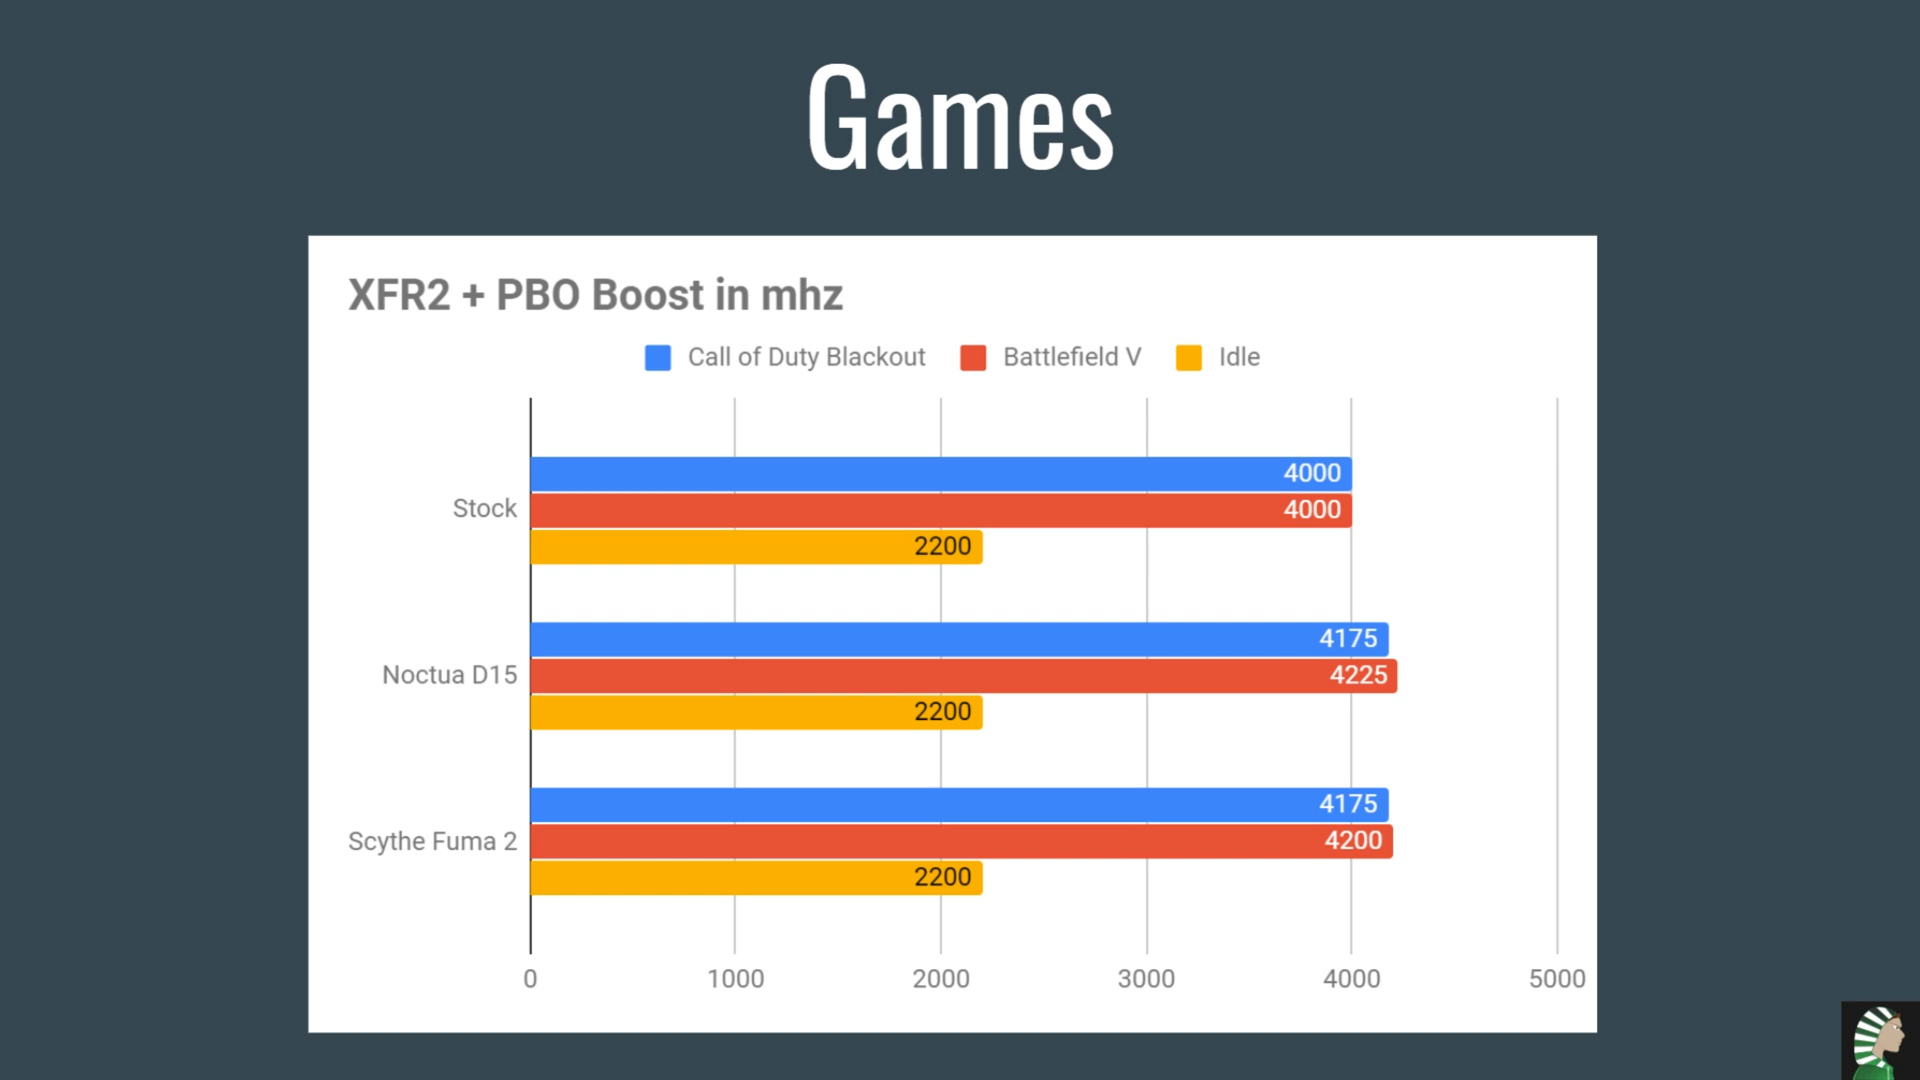 Games
XFR2 + PBO Boost in mhz
Call of Duty Blackout Battlefield V Idle
4000
Stock 4000
2200
4175
Noctua D15 4225
2200
4175
Scythe Fuma 2 4200
2200
0 1000 2000 3000 4000 5000